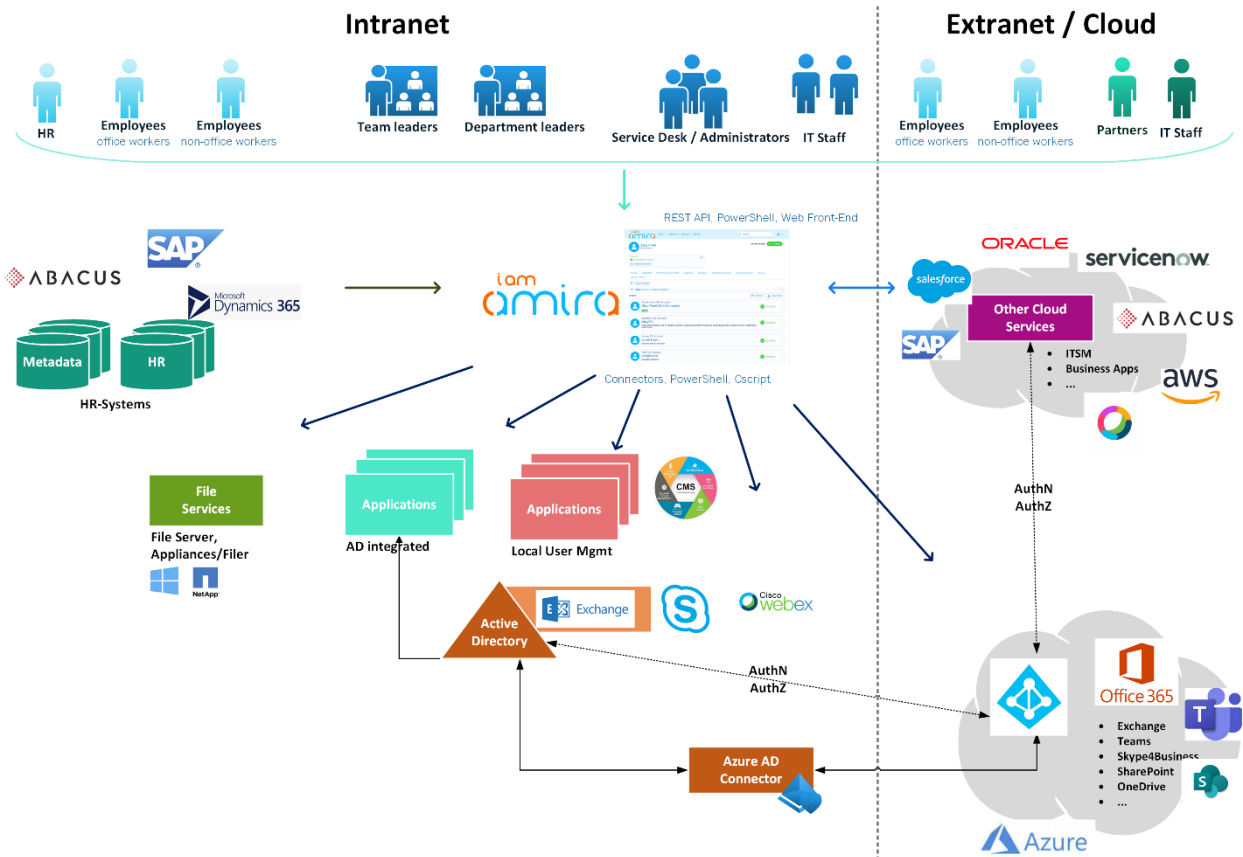 Intranet
Extranet / Cloud
HR
Employees
office workers
Employees
non-office workers
Team leaders
Department leaders
Service Desk / Administrators
IT Staff
Employees
office workers
Employees
non-office workers
Partners
IT Staff
REST API, PowerShell, Web Front-End
ABACUS
SAP
Microsoft
Dynamics 365
Metadata
HR
HR-Systems
i am
amira
amira
Connectors, PowerShell, Cscript
ORACLE
servicenow
salesforce
Other Cloud
Services
SAP
ABACUS
• ITSM
• Business Apps
• ...
aws
File
Services
File Server,
Appliances/Filer
NetApp
Applications
AD integrated
Applications
Local User Mgmt
CMS
AuthN
AuthZ
Active
Directory
Exchange
S
Cisco
webex
AuthN
AuthZ
Azure AD
Connector
Office 365
T
• Exchange
• Teams
• Skype4Business
• SharePoint
• OneDrive
• ...
S
Azure